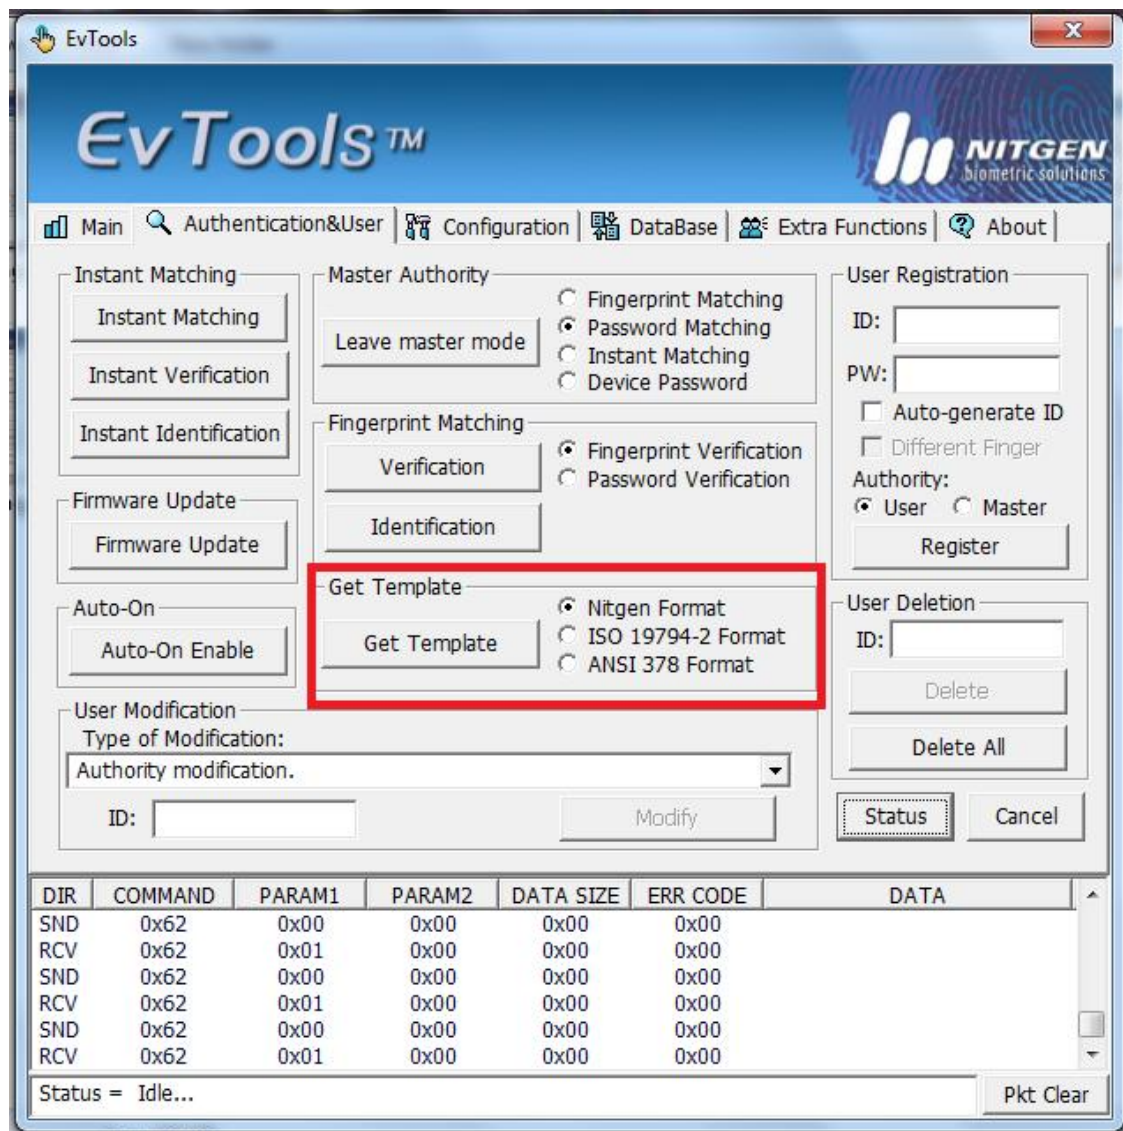 EvTools
x
EvTools™
NITGEN
biometric solutions
Main
Authentication&User
Configuration
DataBase
Extra Functions
About
Instant Matching
Instant Matching
Instant Verification
Instant Identification
Firmware Update
Firmware Update
Auto-On
Auto-On Enable
Master Authority
Leave master mode
Fingerprint Matching
Password Matching
Instant Matching
Device Password
Fingerprint Matching
Verification
Identification
Fingerprint Verification
Password Verification
Get Template
Get Template
Nitgen Format
ISO 19794-2 Format
ANSI 378 Format
User Modification
Type of Modification:
Authority modification.
ID:
Modify
User Registration
ID:
PW:
Auto-generate ID
Different Finger
Authority:
User
Master
Register
User Deletion
ID:
Delete
Delete All
Status
Cancel
DIR COMMAND PARAM1 PARAM2 DATA SIZE ERR CODE DATA
SND 0x62 0x00 0x00 0x00 0x00
RCV 0x62 0x01 0x00 0x00 0x00
SND 0x62 0x00 0x00 0x00 0x00
RCV 0x62 0x01 0x00 0x00 0x00
SND 0x62 0x00 0x00 0x00 0x00
RCV 0x62 0x01 0x00 0x00 0x00
Status = Idle...
Pkt Clear